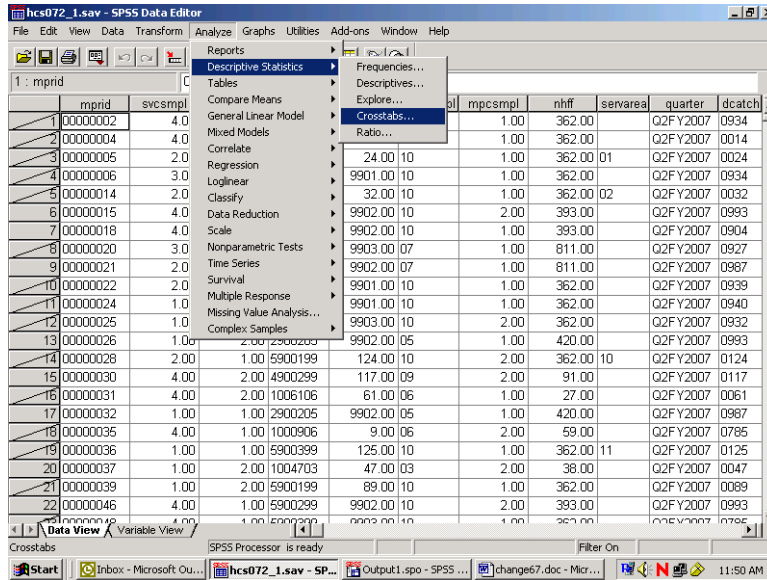 hcs072_1.sav - SPSS Data Editor
File Edit View Data Transform Analyze Graphs Utilities Add-ons Window Help
1 : mprid
Reports
Descriptive Statistics
Tables
Compare Means
General Linear Model
Mixed Models
Correlate
Regression
Loglinear
Classify
Data Reduction
Scale
Nonparametric Tests
Time Series
Survival
Multiple Response
Missing Value Analysis...
Complex Samples
Frequencies...
Descriptives...
Explore...
Crosstabs...
Ratio...
mprid svcsmpl mpcsmpl nhff servarea quarter dcatch
1 00000002 4.0 1.00 362.00 Q2FY2007 0934
2 00000004 4.0 1.00 362.00 Q2FY2007 0014
3 00000005 2.0 24.00 10 1.00 362.00 01 Q2FY2007 0024
4 00000006 3.0 9901.00 10 1.00 362.00 Q2FY2007 0934
5 00000014 2.0 32.00 10 1.00 362.00 02 Q2FY2007 0032
6 00000015 4.0 9902.00 10 2.00 393.00 Q2FY2007 0993
7 00000018 4.0 9902.00 10 1.00 393.00 Q2FY2007 0904
8 00000020 3.0 9903.00 07 1.00 811.00 Q2FY2007 0927
9 00000021 2.0 9902.00 07 1.00 811.00 Q2FY2007 0987
10 00000022 2.0 9901.00 10 1.00 362.00 Q2FY2007 0939
11 00000024 1.0 9901.00 10 1.00 362.00 Q2FY2007 0940
12 00000025 1.0 9903.00 10 2.00 362.00 Q2FY2007 0932
13 00000026 1.00 2.00 2900205 9902.00 05 1.00 420.00 Q2FY2007 0993
14 00000028 2.00 1.00 5900199 124.00 10 2.00 362.00 10 Q2FY2007 0124
15 00000030 4.00 2.00 4900299 117.00 09 2.00 91.00 Q2FY2007 0117
16 00000031 4.00 2.00 1006106 61.00 06 1.00 27.00 Q2FY2007 0061
17 00000032 1.00 1.00 2900205 9902.00 05 1.00 420.00 Q2FY2007 0987
18 00000035 4.00 1.00 1000906 9.00 06 2.00 59.00 Q2FY2007 0785
19 00000036 1.00 1.00 5900399 125.00 10 1.00 362.00 11 Q2FY2007 0125
20 00000037 1.00 2.00 1004703 47.00 03 2.00 38.00 Q2FY2007 0047
21 00000039 1.00 2.00 5900199 89.00 10 1.00 362.00 Q2FY2007 0089
22 00000046 4.00 1.00 5900299 9902.00 10 2.00 393.00 Q2FY2007 0993
Data View Variable View
Crosstabs SPSS Processor is ready Filter On
Start Inbox - Microsoft Ou... hcs072_1.sav - SP... Output1.spo - SPSS ... change67.doc - Micr... 11:50 AM